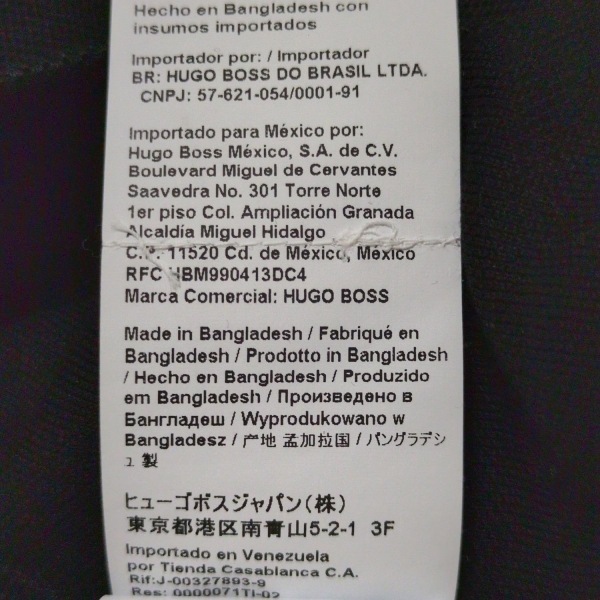 Hecho en Bangladesh con
insumos importados
Importador por: / Importador
BR: HUGO BOSS DO BRASIL LTDA.
CNPJ: 57-621-054/0001-91
Importado para México por:
Hugo Boss México, S.A. de C.V.
Boulevard Miguel de Cervantes
Saavedra No. 301 Torre Norte
1er piso Col. Ampliación Granada
Alcaldía Miguel Hidalgo
C.P. 11520 Cd. de México, México
RFC HBM990413DC4
Marca Comercial: HUGO BOSS
Made in Bangladesh / Fabriqué en
Bangladesh / Prodotto in Bangladesh
/ Hecho en Bangladesh / Produzido
em Bangladesh / Произведено в
Бангладеш / Wyprodukowano w
Bangladesz / 产地 孟加拉国 / バングラデシ
ュ 製
ヒューゴボスジャパン(株)
東京都港区南青山5-2-1 3F
Importado en Venezuela
por Tienda Casablanca C.A.
Rif:J-00327893-9
Res: 0000071TI-02